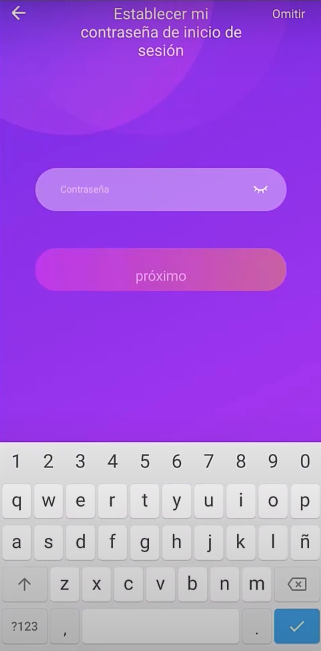 Establecer mi
Omitir
contraseña de inicio de
sesión
Contraseña
próximo
1 2 3 4 5 6 7 8 9 0
q w e r t y u i o p
a s d f g h j k l ñ
z x c v b n m
?123 , .